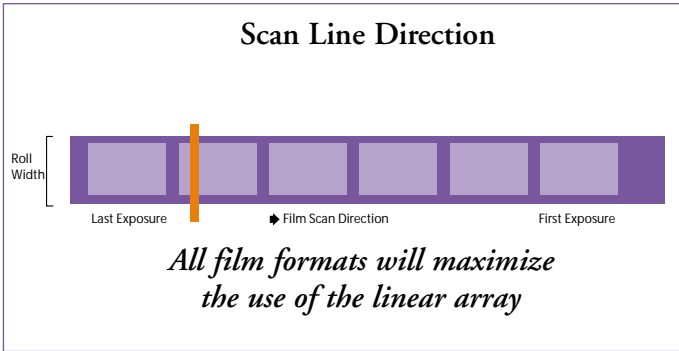 Scan Line Direction
Roll
Width
Last Exposure
Film Scan Direction
First Exposure
All film formats will maximize
the use of the linear array